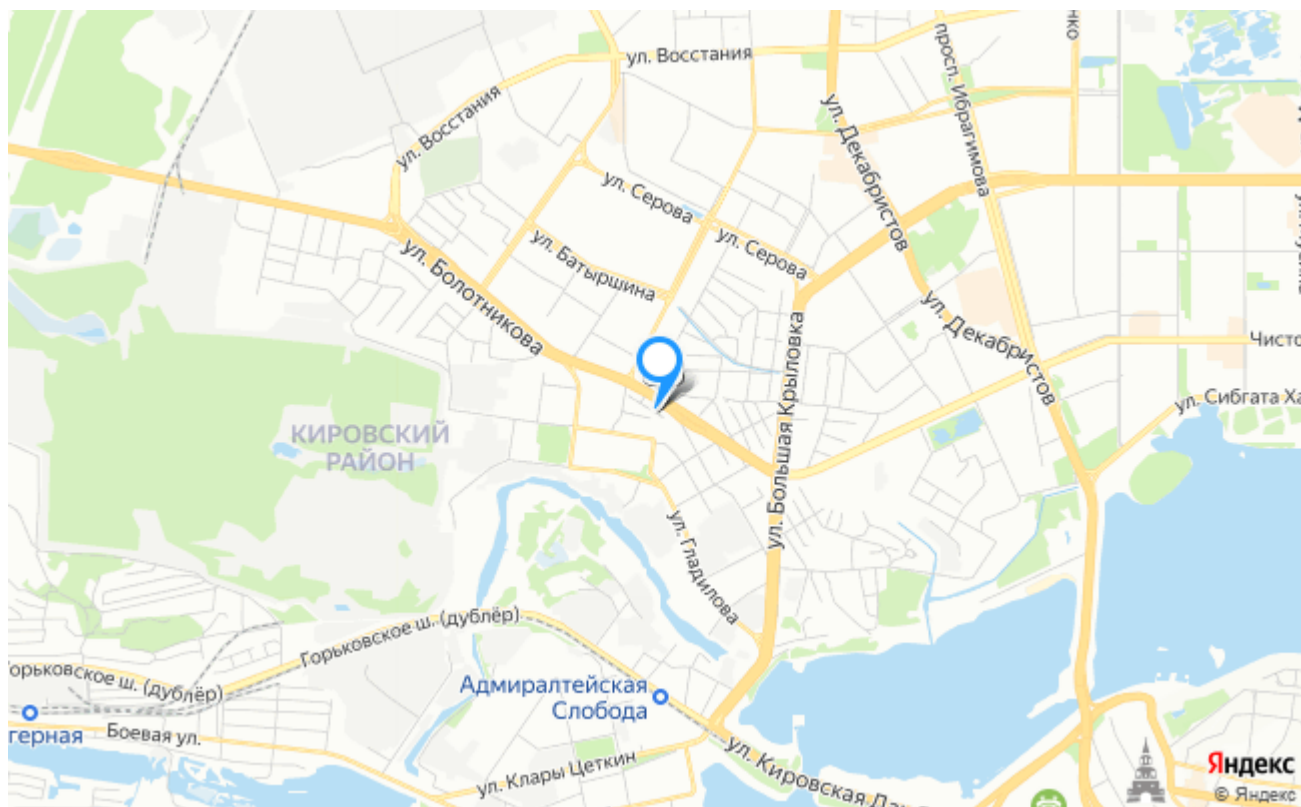 ул. Восстания
просп. Ибрагимова
ул. Декабристов
ул. Восстания
ул. Серова
ул. Серова
ул. Батыршина
ул. Болотникова
ул. Декабристов
ул. Большая Крыловка
ул. Сибгата Ха
КИРОВСКИЙ
РАЙОН
ул. Гладилова
Горьковское ш. (дублёр)
Горьковское ш. (дублёр)
Адмиралтейская
Слобода
Боевая ул.
ул. Клары Цеткин
ул. Кировская Да
Яндекс
© Яндекс